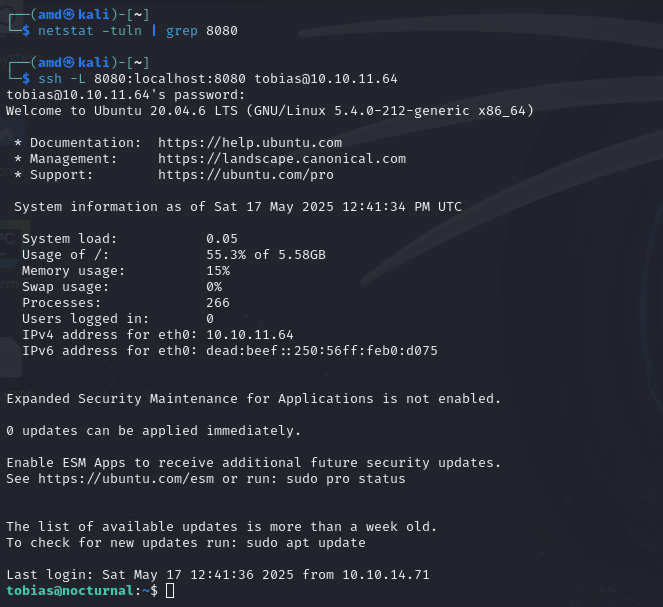 ┌──(amd㉿kali)-[~]
└─$ netstat -tuln | grep 8080
┌──(amd㉿kali)-[~]
└─$ ssh -L 8080:localhost:8080 tobias@10.10.11.64
tobias@10.10.11.64's password:
Welcome to Ubuntu 20.04.6 LTS (GNU/Linux 5.4.0-212-generic x86_64)
* Documentation: https://help.ubuntu.com
* Management: https://landscape.canonical.com
* Support: https://ubuntu.com/pro
System information as of Sat 17 May 2025 12:41:34 PM UTC
System load: 0.05
Usage of /: 55.3% of 5.58GB
Memory usage: 15%
Swap usage: 0%
Processes: 266
Users logged in: 0
IPv4 address for eth0: 10.10.11.64
IPv6 address for eth0: dead:beef::250:56ff:feb0:d075
Expanded Security Maintenance for Applications is not enabled.
0 updates can be applied immediately.
Enable ESM Apps to receive additional future security updates.
See https://ubuntu.com/esm or run: sudo pro status
The list of available updates is more than a week old.
To check for new updates run: sudo apt update
Last login: Sat May 17 12:41:36 2025 from 10.10.14.71
tobias@nocturnal:~$